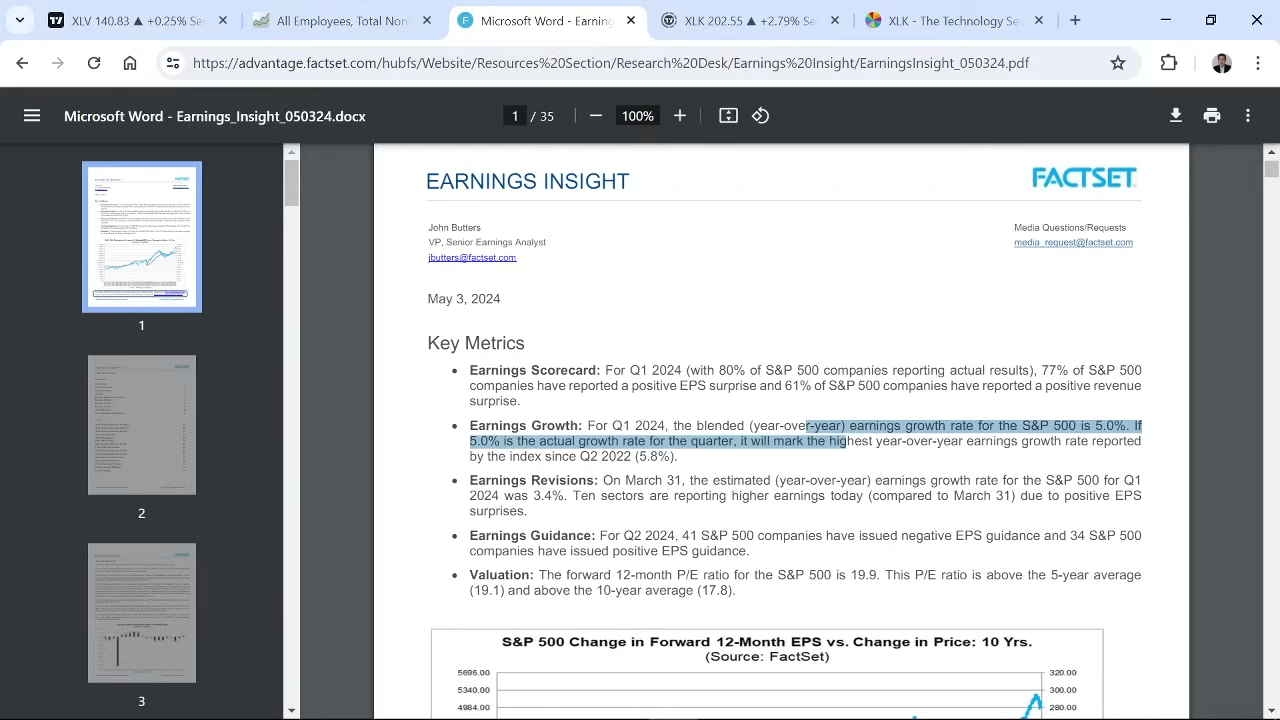 XLV 140.83 ▲ +0.25% Se
All Employees, Total Nonf
Microsoft Word - Earning
XLK 202.55 ▲ +2.79% Se
XLK - The Technology Se
https://advantage.factset.com/hubfs/Website/Resources%20Section/Research%20Desk/Earnings%20Insight/EarningsInsight_050324.pdf
Microsoft Word - Earnings_Insight_050324.docx
1 / 35
100%
1
2
3
EARNINGS INSIGHT
FACTSET
John Butters
VP, Senior Earnings Analyst
jbutters@factset.com
Media Questions/Requests
media_request@factset.com
May 3, 2024
Key Metrics
• Earnings Scorecard: For Q1 2024 (with 80% of S&P 500 companies reporting actual results), 77% of S&P 500
companies have reported a positive EPS surprise and of S&P 500 companies have reported a positive revenue
surprise.
• Earnings Growth: For Q1 2024, the blended (year-over-year) earnings growth rate for the S&P 500 is 5.0%. If
5.0% is the actual growth rate for the quarter, it will mark the highest year-over-year earnings growth rate reported
by the index since Q2 2022 (5.8%).
• Earnings Revisions: On March 31, the estimated (year-over-year) earnings growth rate for the S&P 500 for Q1
2024 was 3.4%. Ten sectors are reporting higher earnings today (compared to March 31) due to positive EPS
surprises.
• Earnings Guidance: For Q2 2024, 41 S&P 500 companies have issued negative EPS guidance and 34 S&P 500
companies have issued positive EPS guidance.
• Valuation: The forward 12-month P/E ratio for the S&P 500 is 19.9. This P/E ratio is above the 5-year average
(19.1) and above the 10-year average (17.8).
S&P 500 Change in Forward 12-Month EPS vs. Change in Price: 10 Yrs.
(Source: FactSet)
5696.00
320.00
5340.00
300.00
4984.00
280.00